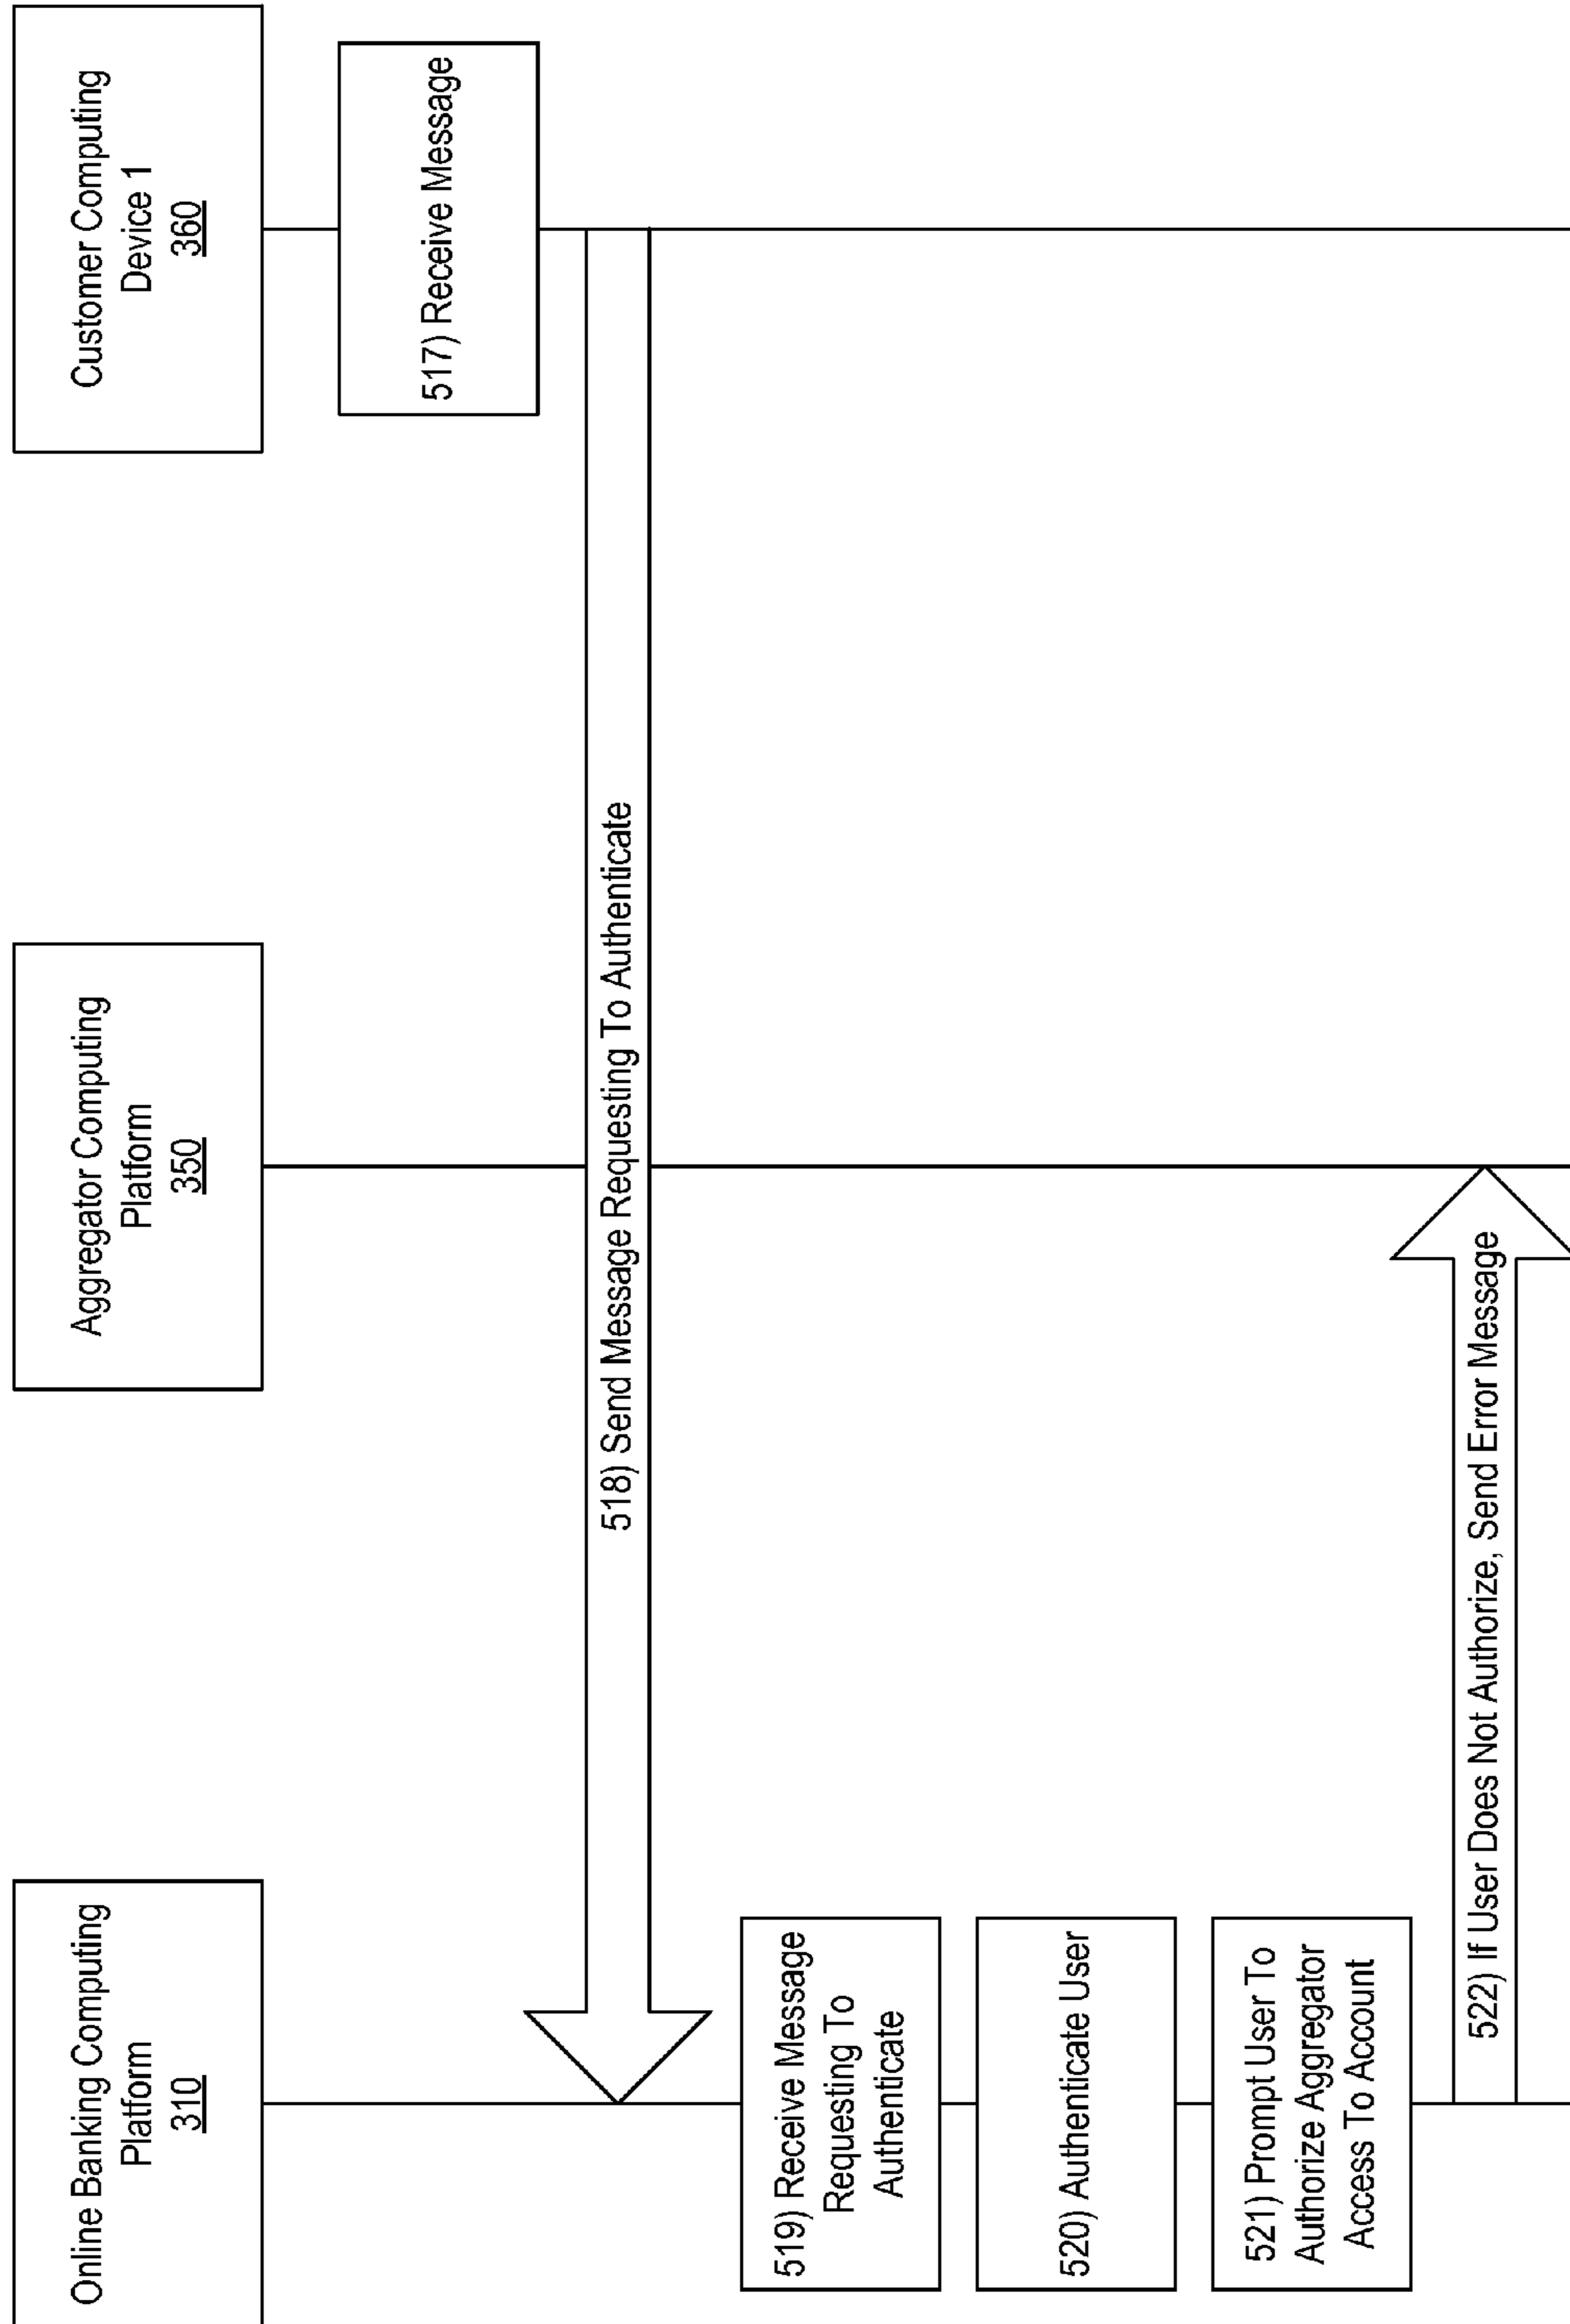 Online Banking Computing
Platform
310
Aggregator Computing
Platform
350
Customer Computing
Device 1
360
517) Receive Message
518) Send Message Requesting To Authenticate
519) Receive Message
Requesting To
Authenticate
520) Authenticate User
521) Prompt User To
Authorize Aggregator
Access To Account
522) If User Does Not Authorize, Send Error Message